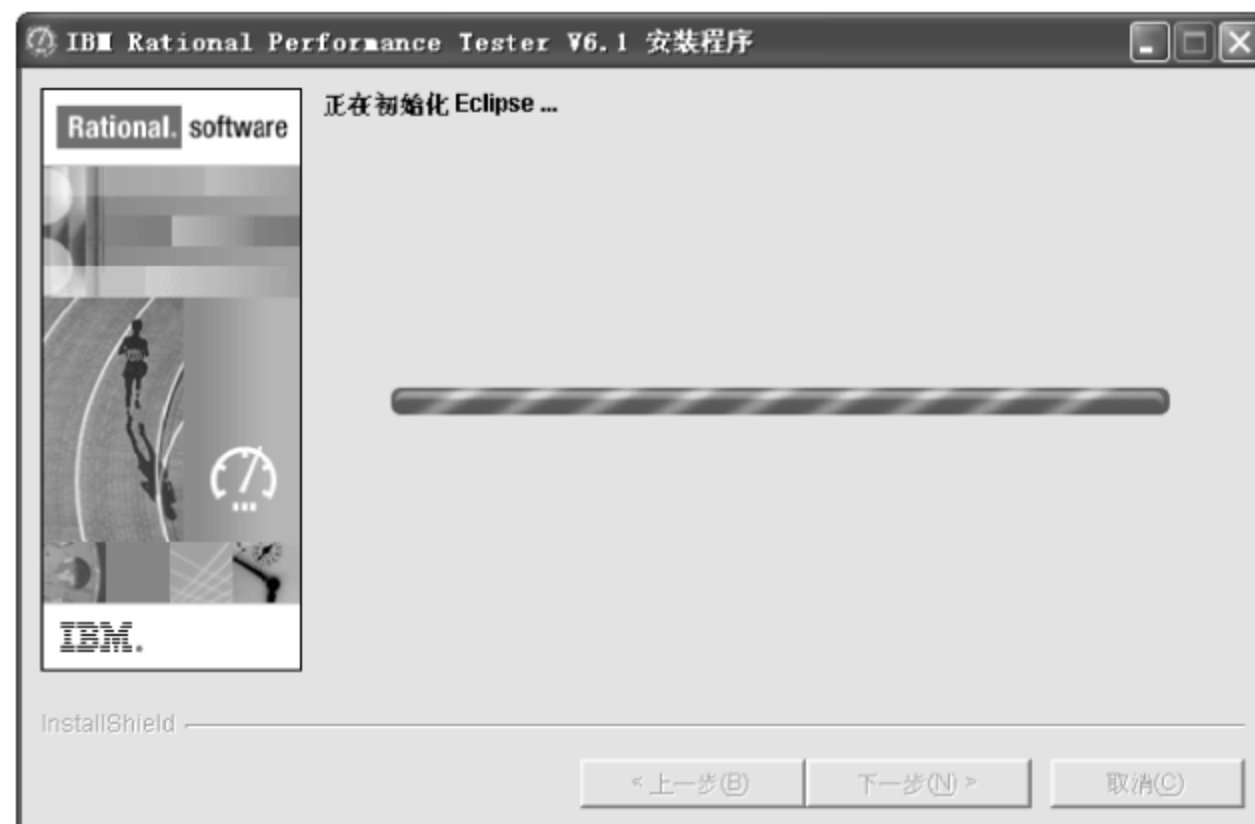 IBM Rational Performance Tester V6.1 安装程序
正在初始化 Eclipse ...
Rational. software
IBM.
InstallShield
< 上一步(B)
下一步(N) >
取消(C)